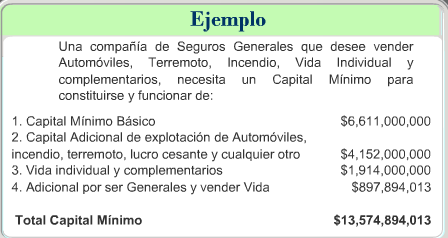 Ejemplo
Una compañía de Seguros Generales que desee vender
Automóviles, Terremoto, Incendio, Vida Individual y
complementarios, necesita un Capital Mínimo para
constituirse y funcionar de:
1. Capital Mínimo Básico $6,611,000,000
2. Capital Adicional de explotación de Automóviles,
incendio, terremoto, lucro cesante y cualquier otro $4,152,000,000
3. Vida individual y complementarios $1,914,000,000
4. Adicional por ser Generales y vender Vida $897,894,013
Total Capital Mínimo $13,574,894,013